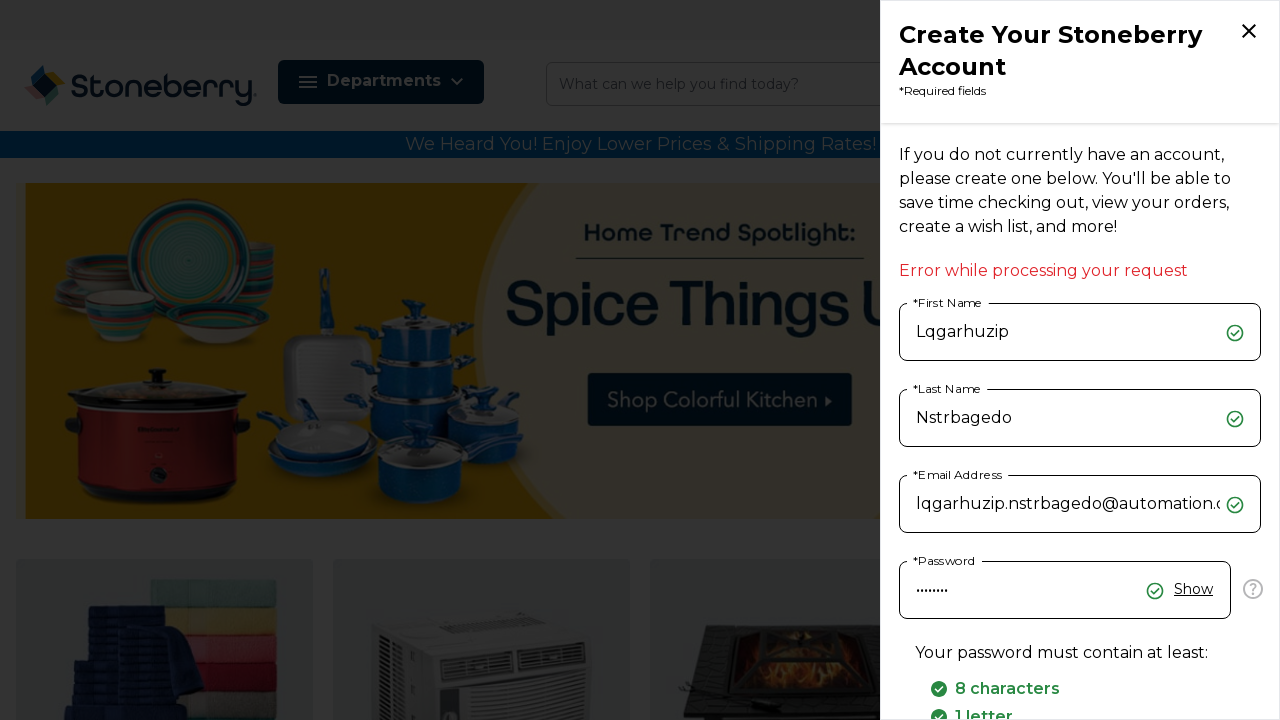 Stoneberry
Departments
What can we help you find today?
We Heard You! Enjoy Lower Prices & Shipping Rates!
Home Trend Spotlight:
Spice Things U
Shop Colorful Kitchen
Create Your Stoneberry
Account
*Required fields
If you do not currently have an account,
please create one below. You'll be able to
save time checking out, view your orders,
create a wish list, and more!
Error while processing your request
*First Name
Lqgarhuzip
*Last Name
Nstrbagedo
*Email Address
lqgarhuzip.nstrbagedo@automation.c
*Password
••••••••
Show
Your password must contain at least:
8 characters
1 letter